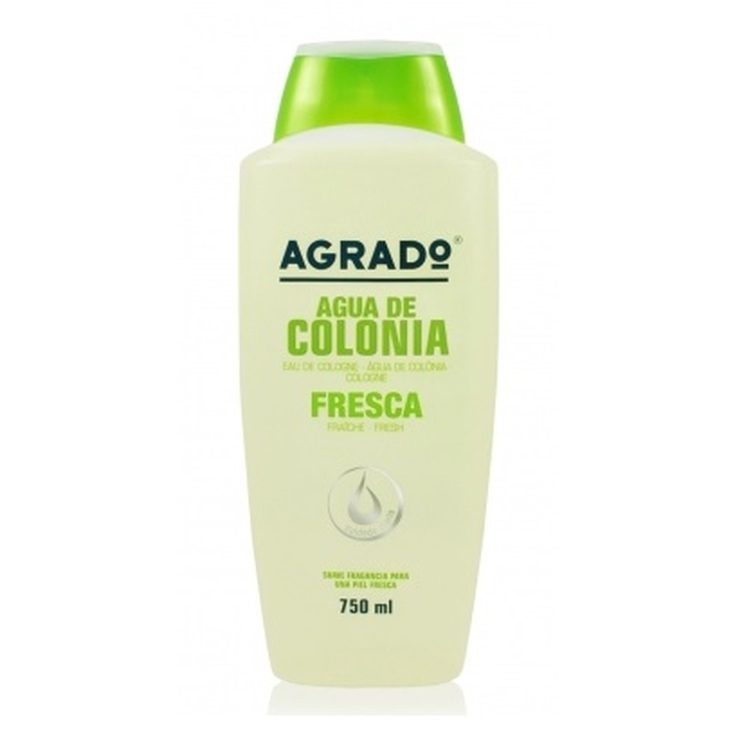 AGRADO®
AGUA DE
COLONIA
EAU DE COLOGNE - ÁGUA DE COLÓNIA
COLOGNE
FRESCA
FRAÎCHE - FRESH
SUAVE FRAGANCIA PARA
UNA PIEL FRESCA
750 ml